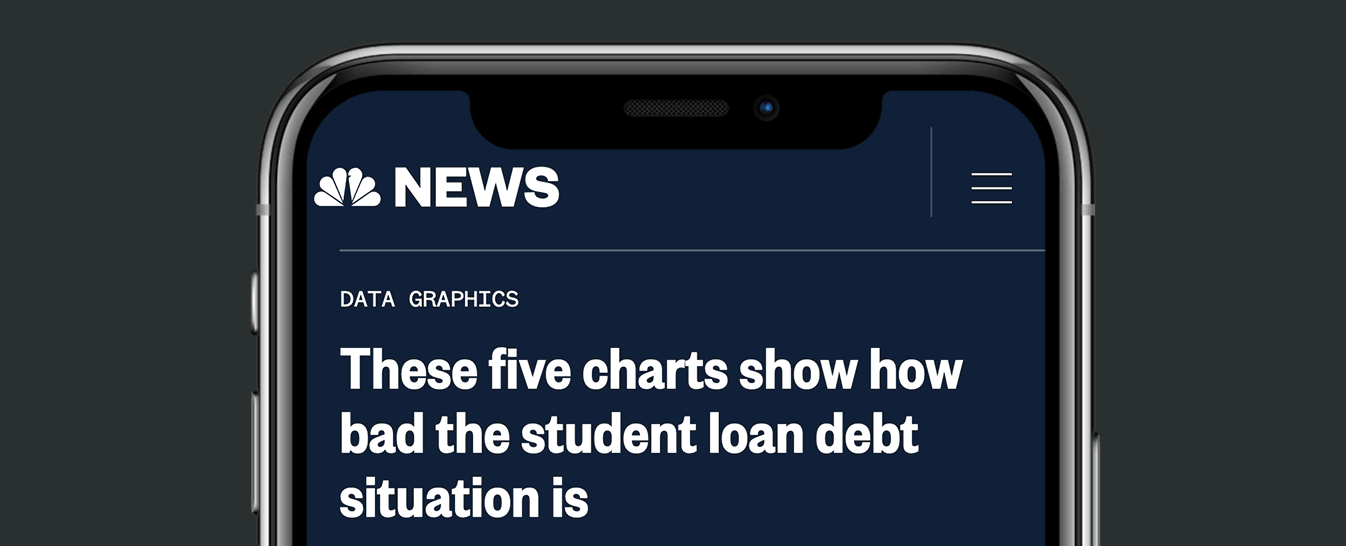 NEWS
DATA GRAPHICS
These five charts show how
bad the student loan debt
situation is